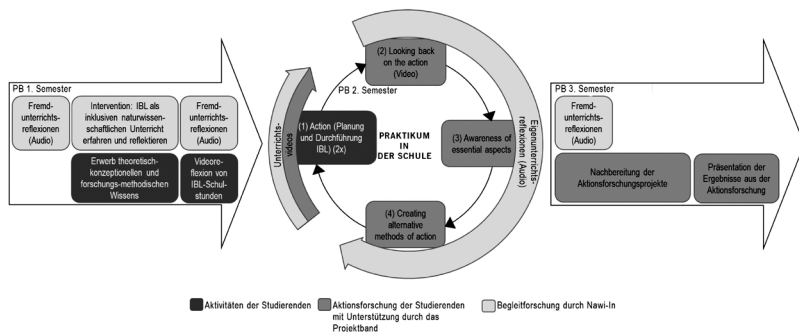 PB 1. Semester
Fremd-
unterrichts-
reflexionen
(Audio)
Intervention: IBL als
inklusiven naturwissen-
schaftlichen Unterricht
erfahren und reflektieren
Fremd-
unterrichts-
reflexionen
(Audio)
Erwerb theoretisch-
konzeptionellen und
forschungs-methodischen
Wissens
Videore-
flexion von
IBL-Schul-
stunden
Unterrichts-
videos
PB 2. Semester
(1) Action (Planung
und Durchführung
IBL) (2x)
(2) Looking back
on the action
(Video)
(3) Awareness of
essential aspects
(4) Creating
alternative
methods of action
PRAKTIKUM
IN
DER SCHULE
Eigenunterrichts-
reflexionen (Audio)
PB 3. Semester
Fremd-
unterrichts-
reflexionen
(Audio)
Nachbereitung der
Aktionsforschungsprojekte
Präsentation der
Ergebnisse aus der
Aktionsforschung
Aktivitäten der Studierenden
Aktionsforschung der Studierenden
mit Unterstützung durch das
Projektband
Begleitforschung durch Nawi-In